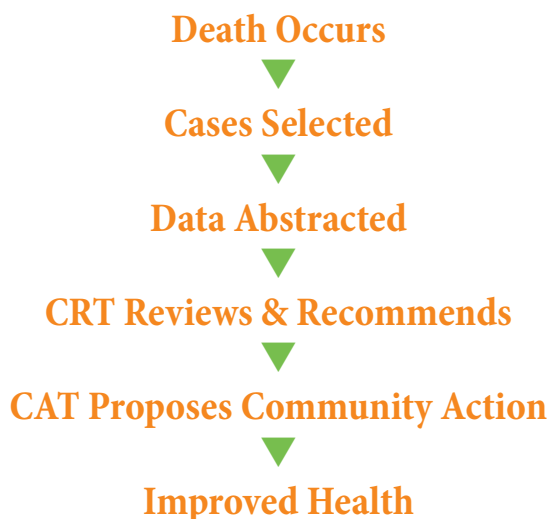 Death Occurs
Cases Selected
Data Abstracted
CRT Reviews & Recommends
CAT Proposes Community Action
Improved Health